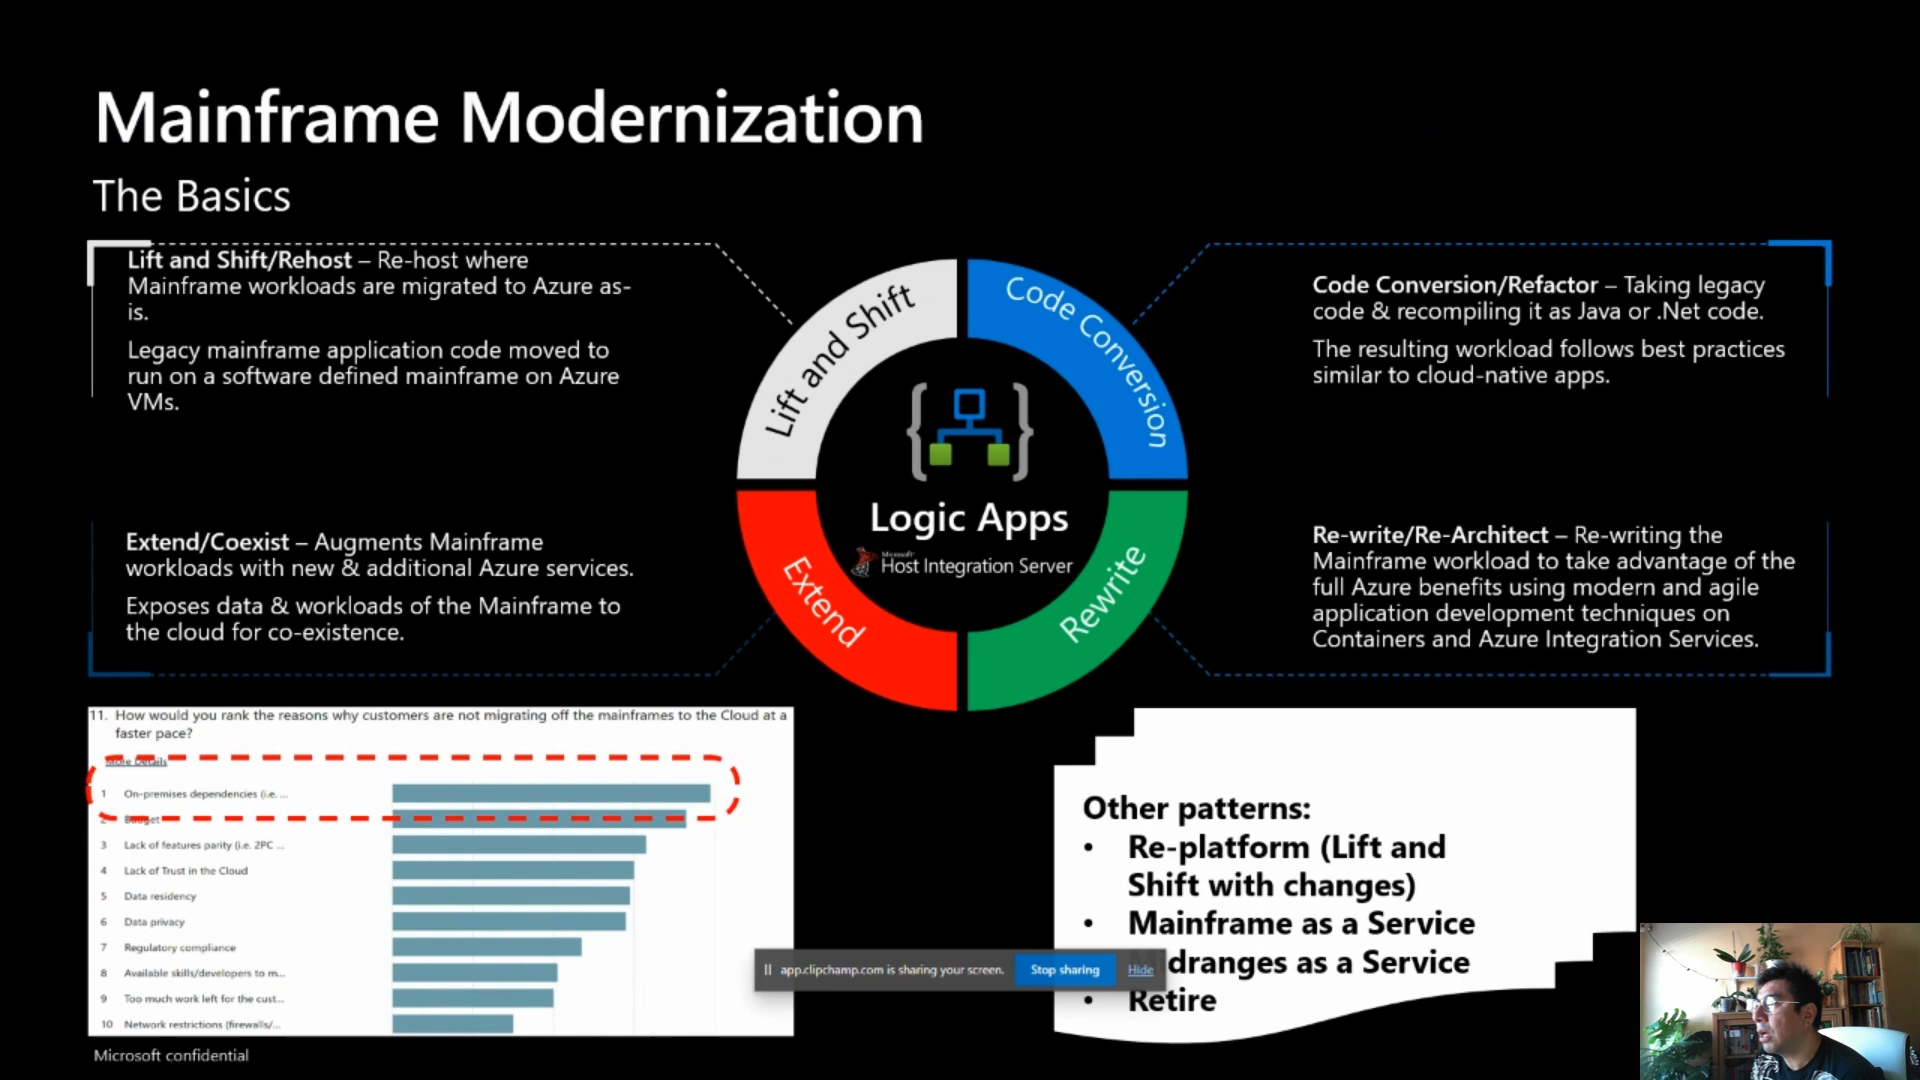 Mainframe Modernization
The Basics
Lift and Shift/Rehost – Re-host where
Mainframe workloads are migrated to Azure as-
is.
Legacy mainframe application code moved to
run on a software defined mainframe on Azure
VMs.
Extend/Coexist – Augments Mainframe
workloads with new & additional Azure services.
Exposes data & workloads of the Mainframe to
the cloud for co-existence.
Lift and Shift
Code Conversion
Extend
Rewrite
Logic Apps
Microsoft
Host Integration Server
Code Conversion/Refactor – Taking legacy
code & recompiling it as Java or .Net code.
The resulting workload follows best practices
similar to cloud-native apps.
Re-write/Re-Architect – Re-writing the
Mainframe workload to take advantage of the
full Azure benefits using modern and agile
application development techniques on
Containers and Azure Integration Services.
11. How would you rank the reasons why customers are not migrating off the mainframes to the Cloud at a
faster pace?
More Details
1 On-premises dependencies (i.e. ...
2 Budget
3 Lack of features parity (i.e. 2PC ...
4 Lack of Trust in the Cloud
5 Data residency
6 Data privacy
7 Regulatory compliance
8 Available skills/developers to m...
9 Too much work left for the cust...
10 Network restrictions (firewalls/...
Other patterns:
• Re-platform (Lift and
Shift with changes)
• Mainframe as a Service
dranges as a Service
• Retire
app.clipchamp.com is sharing your screen. Stop sharing Hide
Microsoft confidential